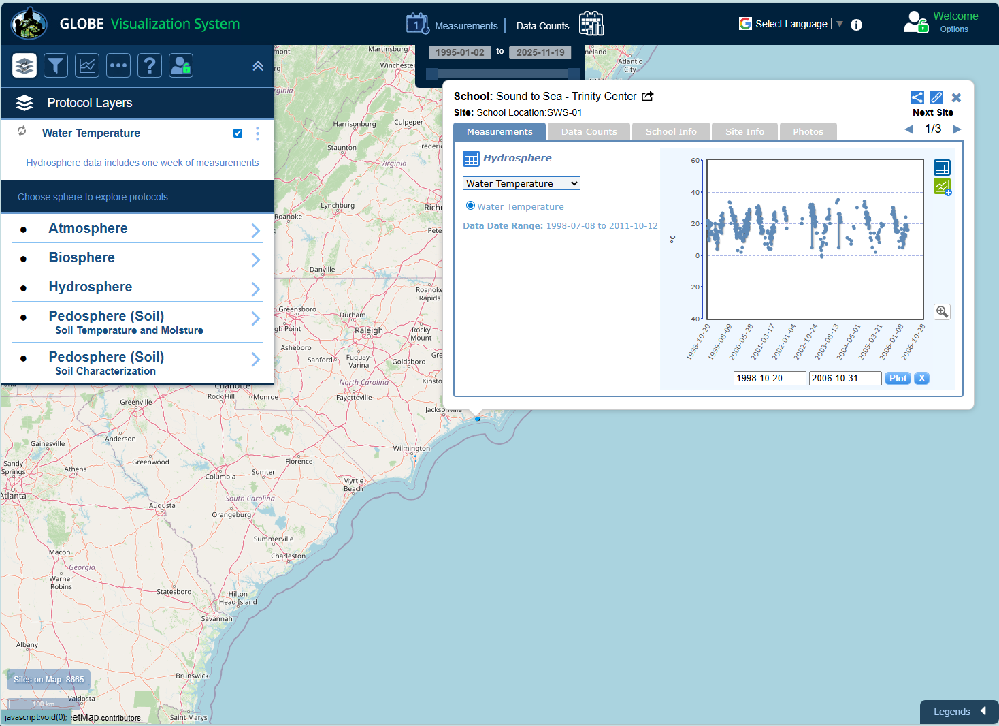 GLOBE Visualization System
1
Measurements
Data Counts
Select Language
Welcome
Options
1995-01-02 to 2025-11-19
Protocol Layers
Water Temperature
Hydrosphere data includes one week of measurements
Choose sphere to explore protocols
Atmosphere
Biosphere
Hydrosphere
Pedosphere (Soil)
Soil Temperature and Moisture
Pedosphere (Soil)
Soil Characterization
School: Sound to Sea - Trinity Center
Site: School Location:SWS-01
Next Site
1/3
Measurements
Data Counts
School Info
Site Info
Photos
Hydrosphere
Water Temperature
Water Temperature
Data Date Range: 1998-07-08 to 2011-10-12
60
40
20
0
-20
-40
°C
1998-10-20
1999-08-09
2000-05-28
2001-03-17
2002-01-04
2002-10-24
2003-08-13
2004-06-01
2005-03-21
2006-01-08
2006-10-28
1998-10-20
2006-10-31
Plot
X
Martinsburg
Winchester
Atlantic
City
Harrisonburg
Culpeper
Staunton
Virginia
Lynchburg
Roanoke
Danville
Roanoke
Rapids
Greensboro
Durham
Raleigh
Rocky
Mount
Asheboro
Sanford
Fuquay-
Varina
Goldsboro
North Carolina
Charlotte
Rock Hill
Monroe
Fayetteville
Jacksonville
Greenville
Anderson
Gainesville
Greenwood
Wilmington
Sandy
Springs
Athens
Florence
Sumter
Columbia
Myrtle
Beach
Atlanta
South Carolina
Augusta
Orangeburg
Summerville
Charleston
Macon
Georgia
Warner
Robins
Statesboro
Hilton
Head Island
Savannah
Albany
Brunswick
Valdosta
Saint Marys
Sites on Map: 8665
100 km
javascript:void(0);
etMap contributors.
Legends